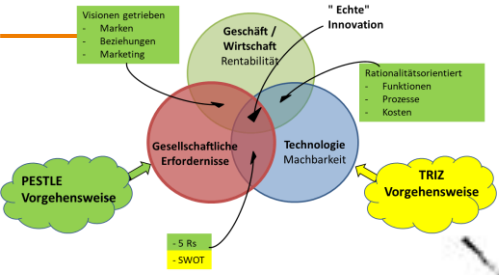 Visionen getrieben
- Marken
- Beziehungen
- Marketing
" Echte"
Innovation
Geschäft /
Wirtschaft
Rentabilität
Rationalitätsorientiert
- Funktionen
- Prozesse
- Kosten
Gesellschaftliche
Erfordernisse
Technologie
Machbarkeit
PESTLE
Vorgehensweise
TRIZ
Vorgehensweise
- 5 Rs
- SWOT